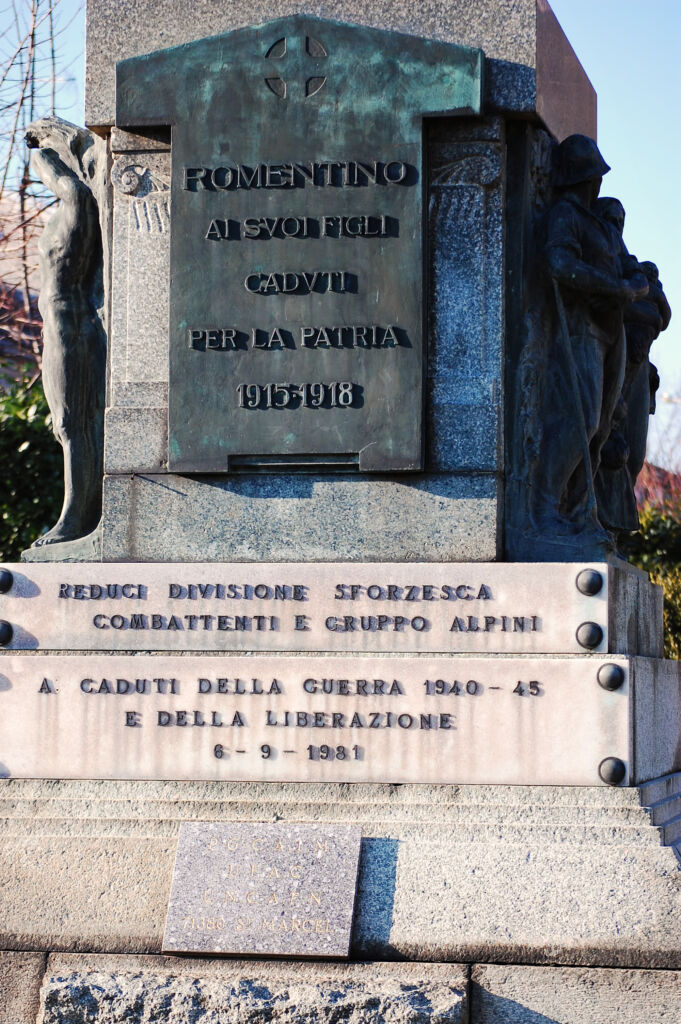 ROMENTINO
AI SVOI FIGLI
CADVTI
PER LA PATRIA
1915-1918
REDUCI DIVISIONE SFORZESCA
COMBATTENTI E GRUPPO ALPINI
A. CADUTI DELLA GUERRA 1940 - 45
E DELLA LIBERAZIONE
6 - 9 - 1981